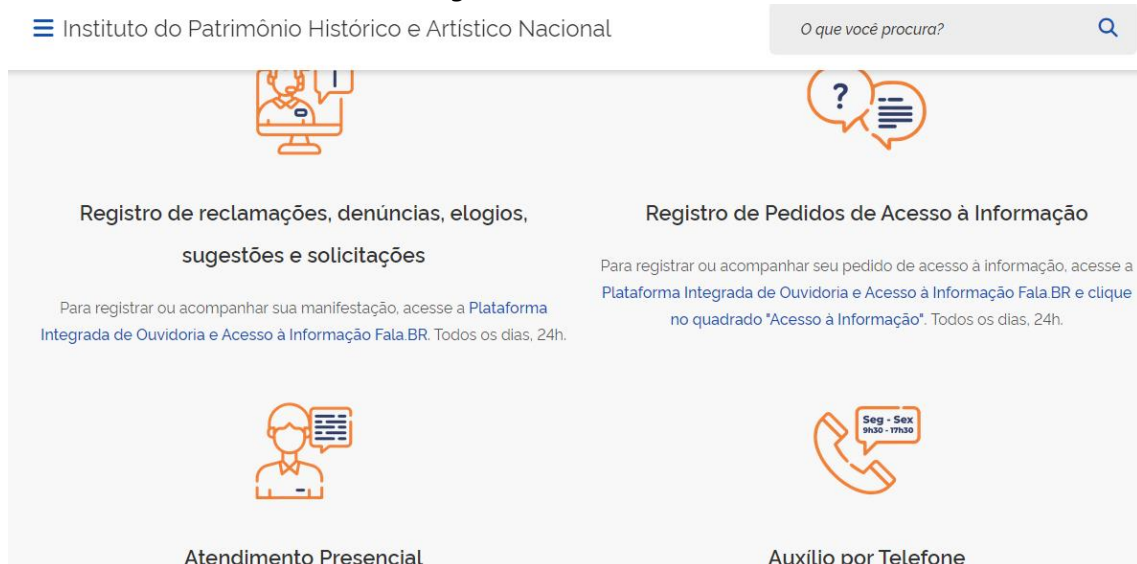 Instituto do Patrimônio Histórico e Artístico Nacional
O que você procura?
Registro de reclamações, denúncias, elogios,
sugestões e solicitações
Para registrar ou acompanhar sua manifestação, acesse a Plataforma
Integrada de Ouvidoria e Acesso à Informação Fala.BR. Todos os dias, 24h.
?
Registro de Pedidos de Acesso à Informação
Para registrar ou acompanhar seu pedido de acesso à informação, acesse a
Plataforma Integrada de Ouvidoria e Acesso à Informação Fala.BR e clique
no quadrado "Acesso à Informação". Todos os dias, 24h.
Atendimento Presencial
Seg - Sex
9h30 - 17h30
Auxílio por Telefone